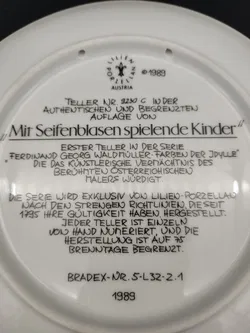 LILIEN PORZELLAN
AUSTRIA
©1989
TELLER NR. 3230 C IN DER
AUTHENTISCHEN UND BEGRENZTEN
AUFLAGE VON
"Mit Seifenblasen spielende Kinder"
ERSTER TELLER IN DER SERIE
"FERDINAND GEORG WALDMÜLLER-FARBEN DER IDYLLE"
DIE DAS KÜNSTLERISCHE VERMÄCHTNIS DES
BERÜHMTEN ÖSTERREICHISCHEN
MALERS WÜRDIGT.
DIE SERIE WIRD EXKLUSIV VON LILIEN-PORZELLAN
NACH DEN STRENGEN RICHTLINIEN, DIE SEIT
1795 IHRE GÜLTIGKEIT HABEN, HERGESTELLT.
JEDER TELLER IST EINZELN
VON HAND NUMERIERT, UND DIE
HERSTELLUNG IST AUF 75
BRENNTAGE BEGRENZT.
BRADEX-NR. 5-L32-2.1
1989